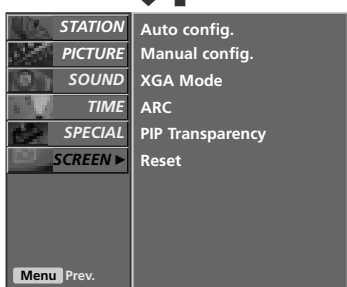 STATION
PICTURE
SOUND
TIME
SPECIAL
SCREEN ►
Menu Prev.
Auto config.
Manual config.
XGA Mode
ARC
PIP Transparency
Reset